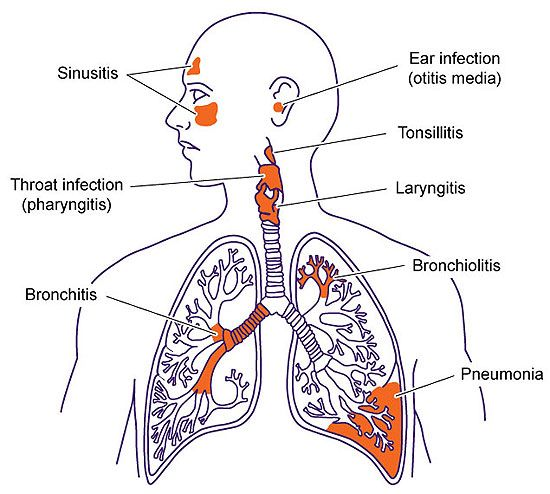 Sinusitis
Ear infection
(otitis media)
Tonsillitis
Throat infection
(pharyngitis)
Laryngitis
Bronchiolitis
Bronchitis
Pneumonia